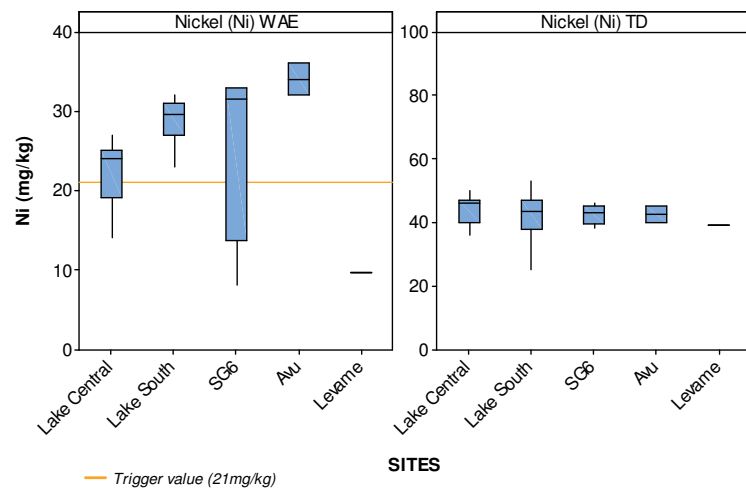 Nickel (Ni) WAE
Nickel (Ni) TD
Ni (mg/kg)
40
30
20
10
0
100
80
60
40
20
0
Lake Central
Lake South
SG6
Avu
Levame
Lake Central
Lake South
SG6
Avu
Levame
SITES
Trigger value (21mg/kg)